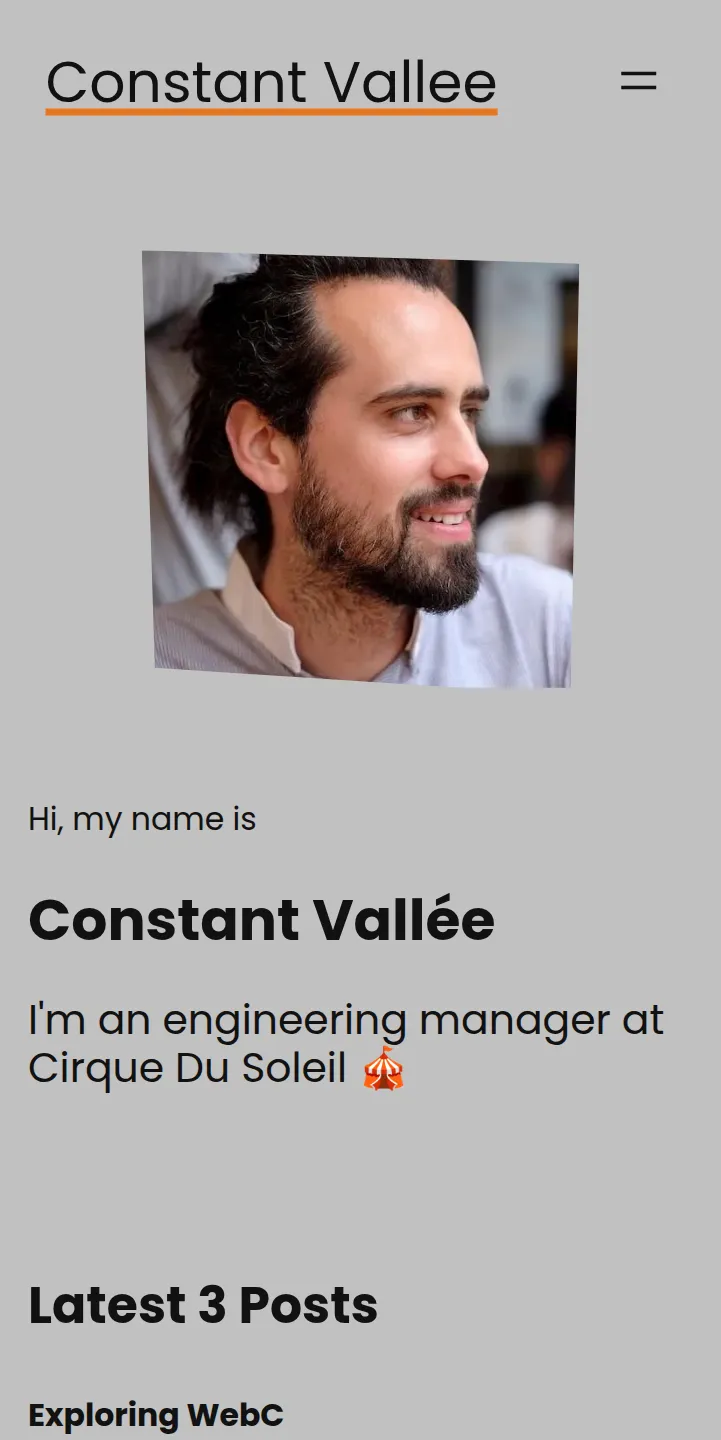 Constant Vallee
Hi, my name is
Constant Vallée
I'm an engineering manager at
Cirque Du Soleil 🎪
Latest 3 Posts
Exploring WebC